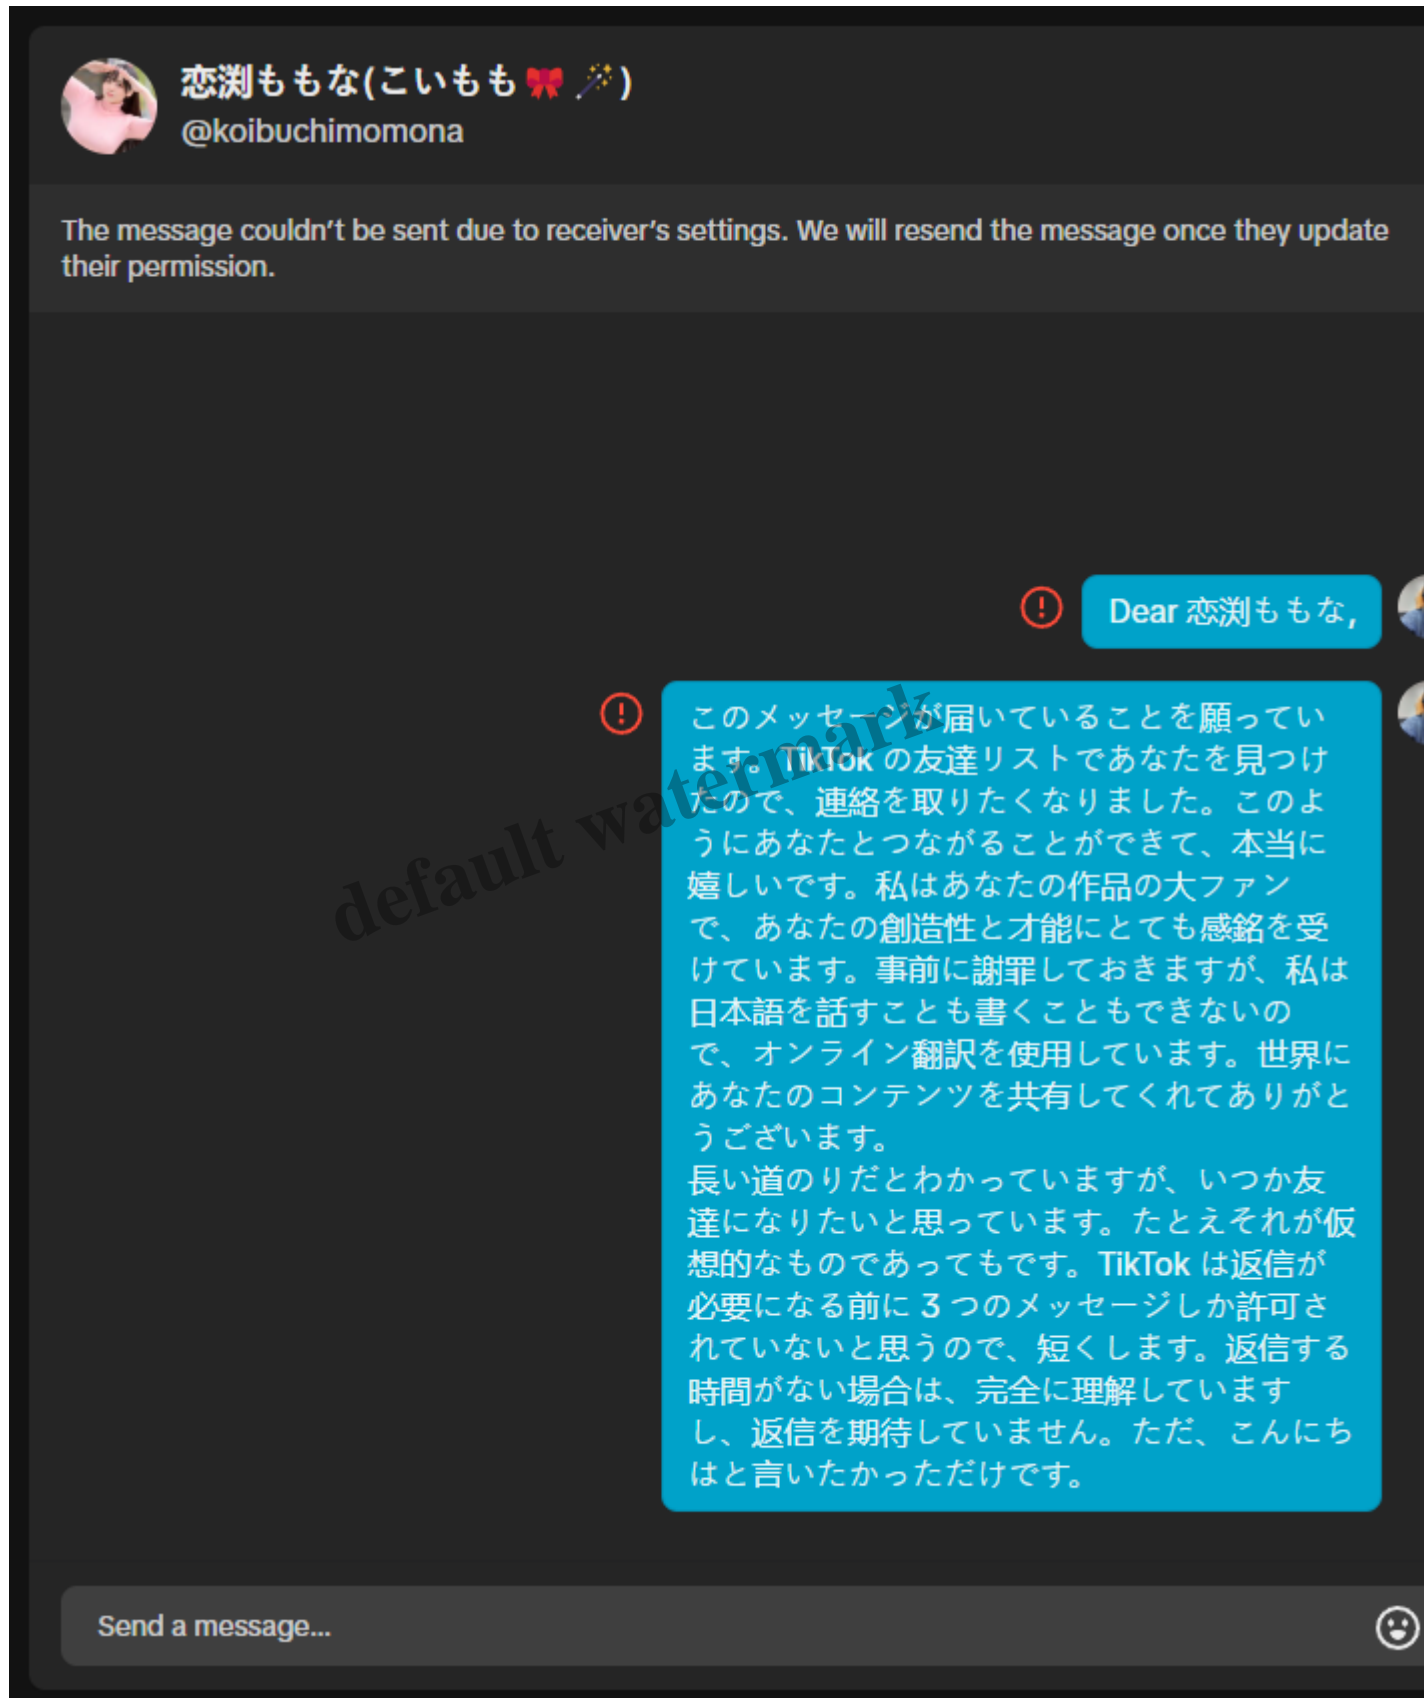 恋渕ももな(こいもも🎀🪄)
@koibuchimomona
The message couldn't be sent due to receiver's settings. We will resend the message once they update
their permission.
Dear 恋渕ももな,
このメッセージが届いていることを願ってい
ます。TikTok の友達リストであなたを見つけ
たので、連絡を取りたくなりました。このよ
うにあなたとつながることができて、本当に
嬉しいです。私はあなたの作品の大ファン
で、あなたの創造性と才能にとても感銘を受
けています。事前に謝罪しておきますが、私は
日本語を話すことも書くこともできないの
で、オンライン翻訳を使用しています。世界に
あなたのコンテンツを共有してくれてありがと
うございます。
長い道のりだとわかっていますが、いつか友
達になりたいと思っています。たとえそれが仮
想的なものであってもです。TikTok は返信が
必要になる前に 3 つのメッセージしか許可さ
れていないと思うので、短くします。返信する
時間がない場合は、完全に理解しています
し、返信を期待していません。ただ、こんにち
はと言いたかっただけです。
default watermark
Send a message...